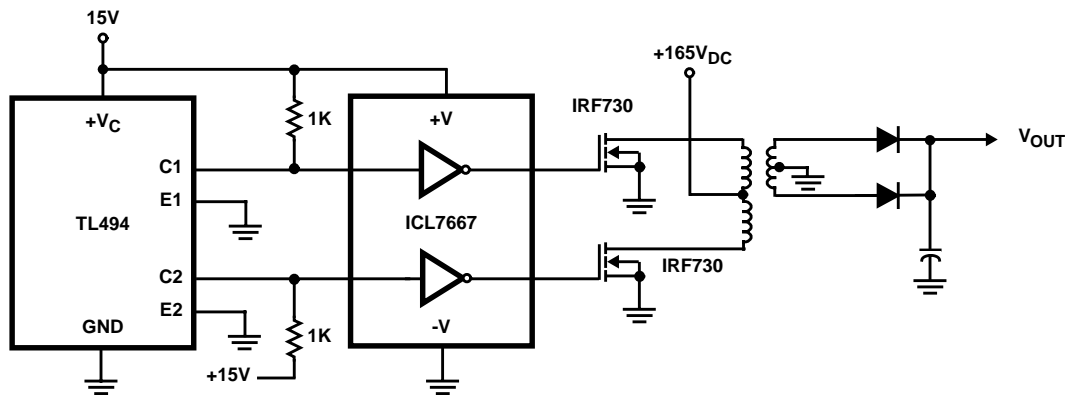 15V
+165VDC
IRF730
+VC
1K
+V
VOUT
C1
E1
TL494
ICL7667
C2
IRF730
E2
GND
1K
-V
+15V